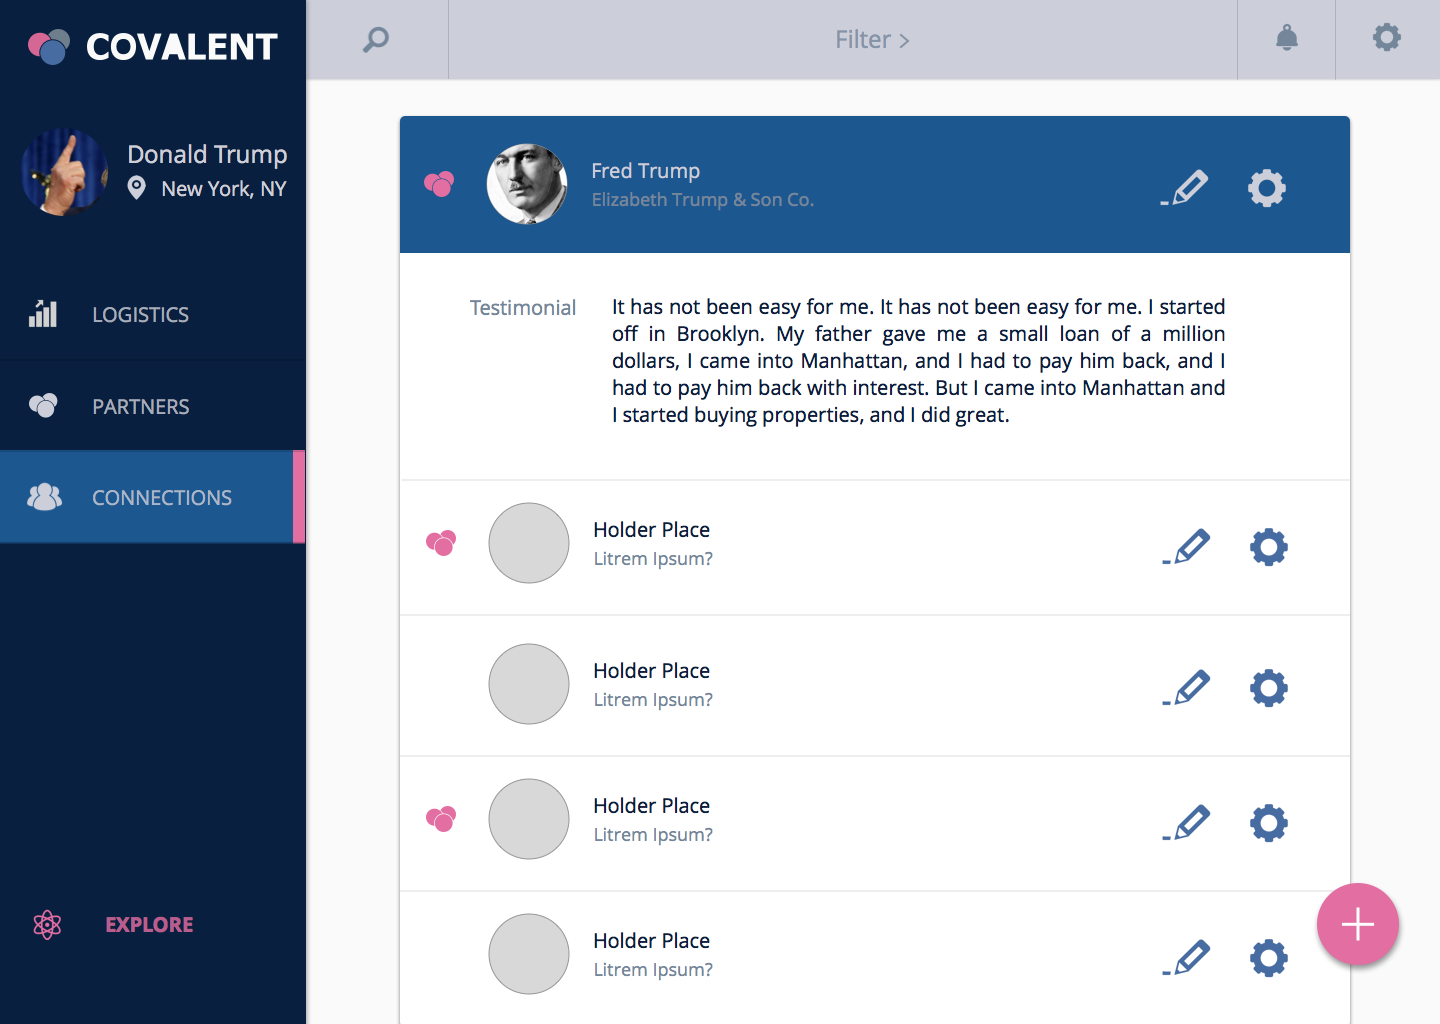 COVALENT
Filter >
Donald Trump
New York, NY
LOGISTICS
PARTNERS
CONNECTIONS
EXPLORE
Fred Trump
Elizabeth Trump & Son Co.
Testimonial
It has not been easy for me. It has not been easy for me. I started
off in Brooklyn. My father gave me a small loan of a million
dollars, I came into Manhattan, and I had to pay him back, and I
had to pay him back with interest. But I came into Manhattan and
I started buying properties, and I did great.
Holder Place
Litrem Ipsum?
Holder Place
Litrem Ipsum?
Holder Place
Litrem Ipsum?
Holder Place
Litrem Ipsum?